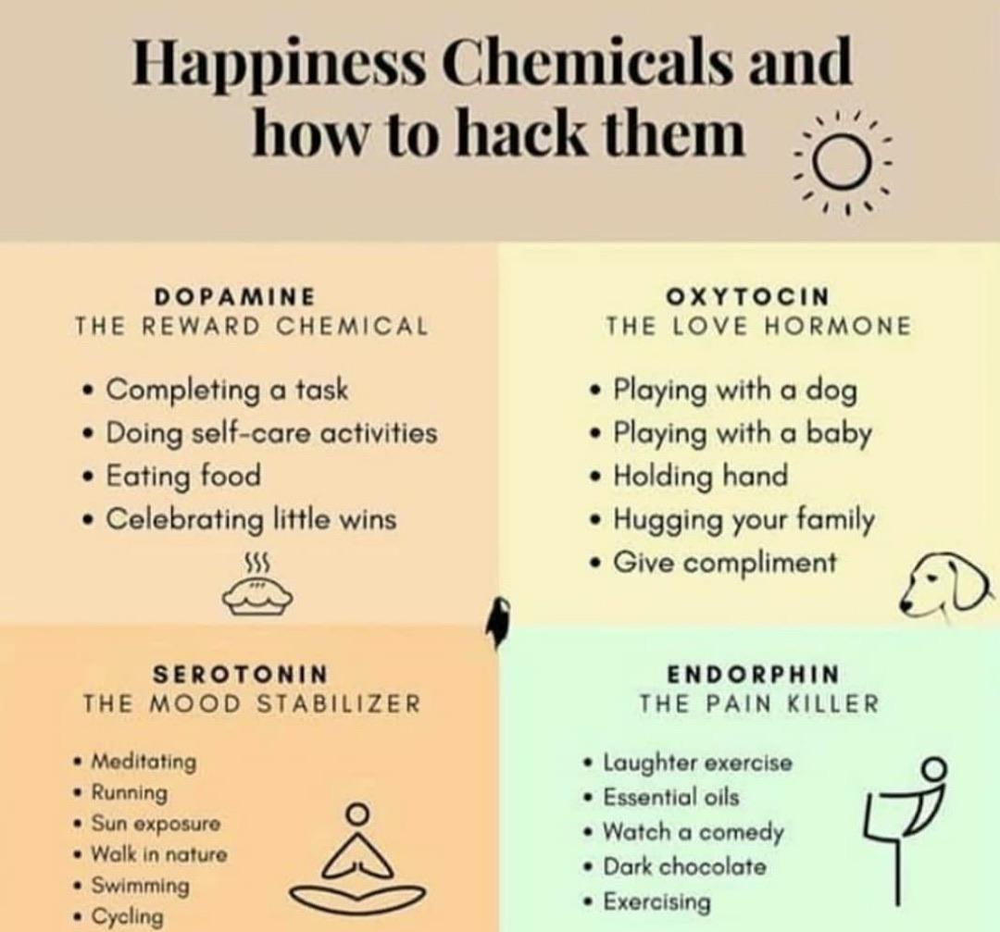 Happiness Chemicals and
how to hack them
DOPAMINE
THE REWARD CHEMICAL
• Completing a task
• Doing self-care activities
• Eating food
• Celebrating little wins
OXYTOCIN
THE LOVE HORMONE
• Playing with a dog
• Playing with a baby
• Holding hand
• Hugging your family
• Give compliment
SEROTONIN
THE MOOD STABILIZER
• Meditating
• Running
• Sun exposure
• Walk in nature
• Swimming
• Cycling
ENDORPHIN
THE PAIN KILLER
• Laughter exercise
• Essential oils
• Watch a comedy
• Dark chocolate
• Exercising